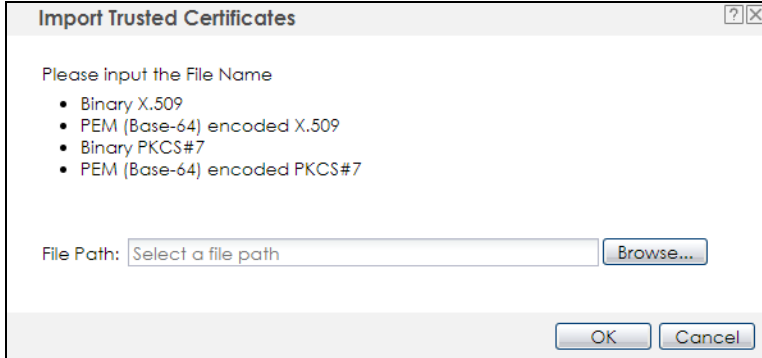 Import Trusted Certificates
?
Please input the File Name
• Binary X.509
• PEM (Base-64) encoded X.509
• Binary PKCS#7
• PEM (Base-64) encoded PKCS#7
File Path: Select a file path Browse...
OK Cancel